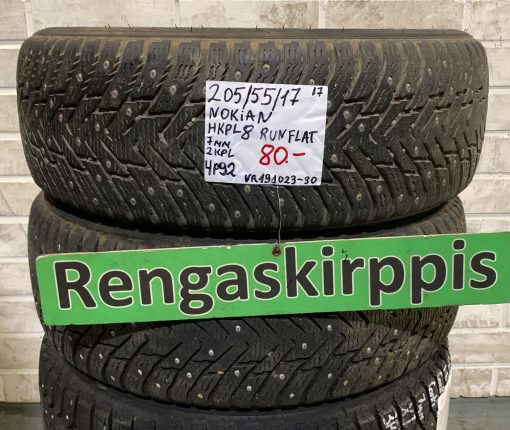 205/55/17 17
NOKIAN
HKPL8 RUNFLAT
7MM
2KPL 80.-
4P92 VR191023-30
Rengaskirppis